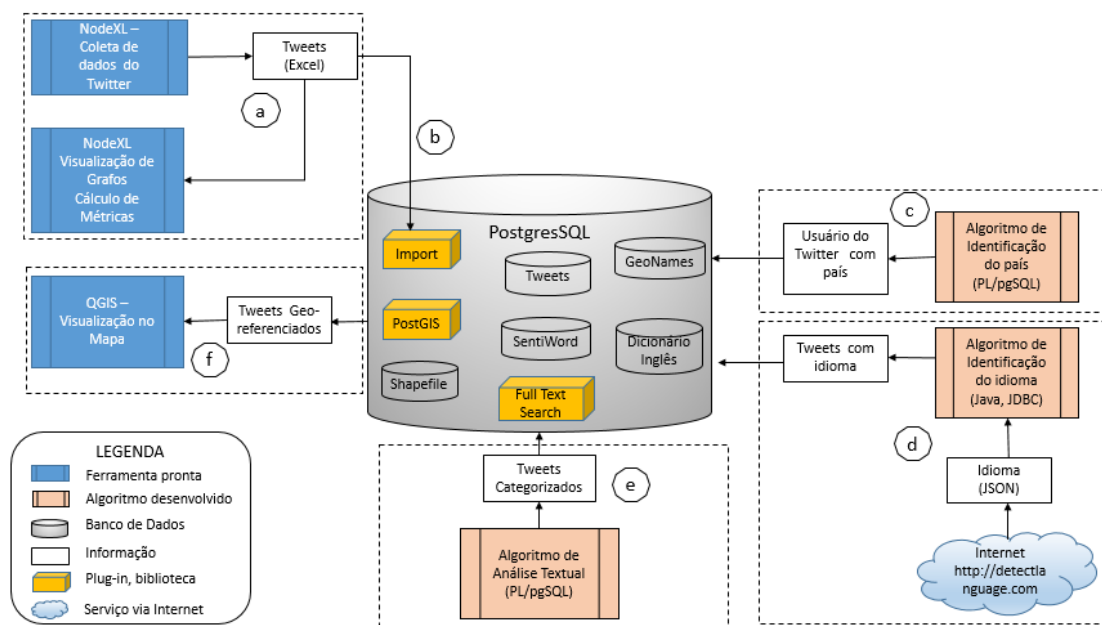 NodeXL –
Coleta de
dados do
Twitter
Tweets
(Excel)
a
b
NodeXL
Visualização de
Grafos
Cálculo de
Métricas
PostgresSQL
Import
Tweets
GeoNames
PostGIS
SentiWord
Dicionário
Inglês
Shapefile
Full Text
Search
c
Usuário do
Twitter com
país
Algoritmo de
Identificação
do país
(PL/pgSQL)
QGIS –
Visualização no
Mapa
Tweets Geo-
referenciados
f
Tweets com
idioma
Algoritmo de
Identificação
do idioma
(Java, JDBC)
d
Idioma
(JSON)
Internet
http://detectla
nguage.com
Tweets
Categorizados
e
Algoritmo de
Análise Textual
(PL/pgSQL)
LEGENDA
Ferramenta pronta
Algoritmo desenvolvido
Banco de Dados
Informação
Plug-in, biblioteca
Serviço via Internet